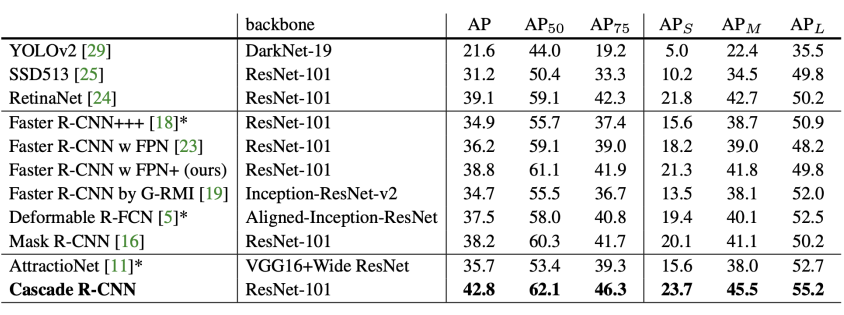 backbone AP AP50 AP75 APS APM APL
YOLOv2 [29] DarkNet-19 21.6 44.0 19.2 5.0 22.4 35.5
SSD513 [25] ResNet-101 31.2 50.4 33.3 10.2 34.5 49.8
RetinaNet [24] ResNet-101 39.1 59.1 42.3 21.8 42.7 50.2
Faster R-CNN+++ [18]* ResNet-101 34.9 55.7 37.4 15.6 38.7 50.9
Faster R-CNN w FPN [23] ResNet-101 36.2 59.1 39.0 18.2 39.0 48.2
Faster R-CNN w FPN+ (ours) ResNet-101 38.8 61.1 41.9 21.3 41.8 49.8
Faster R-CNN by G-RMI [19] Inception-ResNet-v2 34.7 55.5 36.7 13.5 38.1 52.0
Deformable R-FCN [5]* Aligned-Inception-ResNet 37.5 58.0 40.8 19.4 40.1 52.5
Mask R-CNN [16] ResNet-101 38.2 60.3 41.7 20.1 41.1 50.2
AttractioNet [11]* VGG16+Wide ResNet 35.7 53.4 39.3 15.6 38.0 52.7
Cascade R-CNN ResNet-101 42.8 62.1 46.3 23.7 45.5 55.2